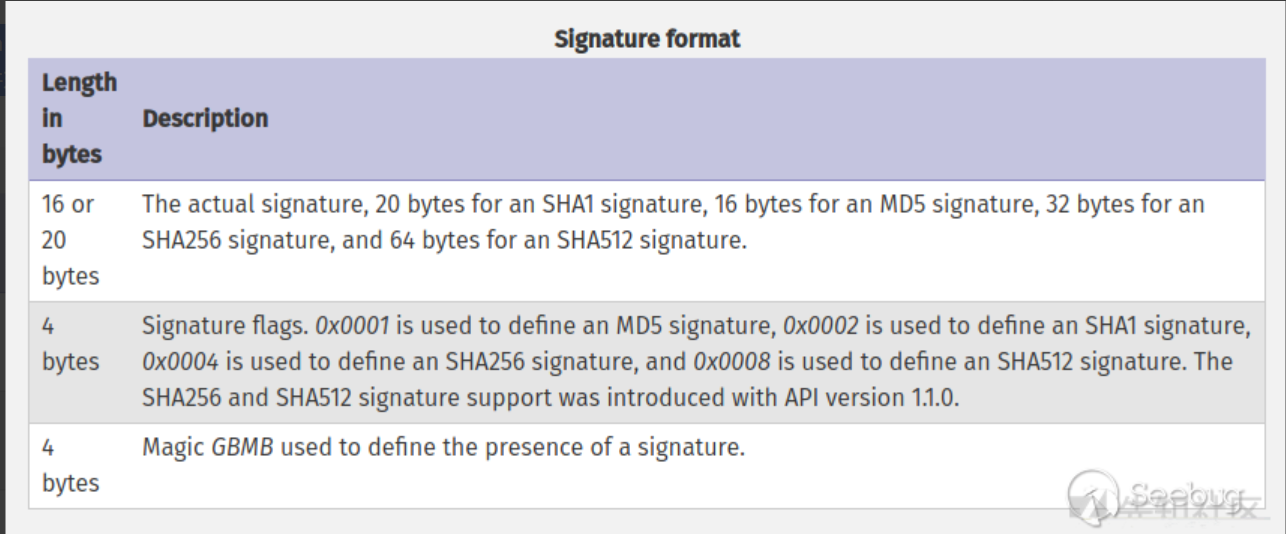 Signature format
Length
in
bytes
Description
16 or
20
bytes
The actual signature, 20 bytes for an SHA1 signature, 16 bytes for an MD5 signature, 32 bytes for an
SHA256 signature, and 64 bytes for an SHA512 signature.
4
bytes
Signature flags. 0x0001 is used to define an MD5 signature, 0x0002 is used to define an SHA1 signature,
0x0004 is used to define an SHA256 signature, and 0x0008 is used to define an SHA512 signature. The
SHA256 and SHA512 signature support was introduced with API version 1.1.0.
4
bytes
Magic GBMB used to define the presence of a signature.
Seebug